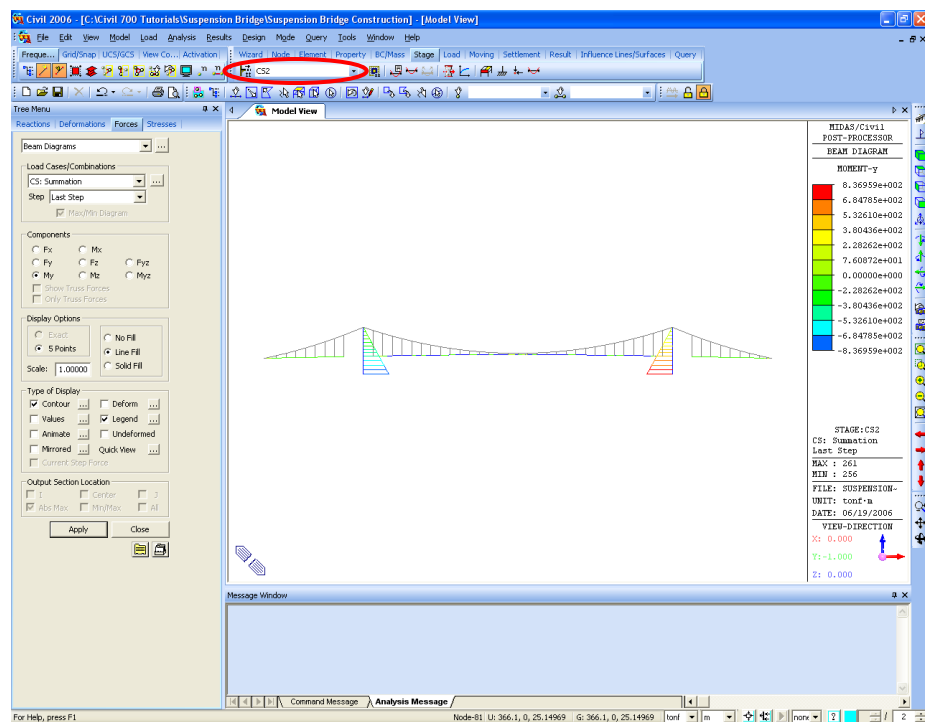 Civil 2006 - [C:\Civil 700 Tutorials\Suspension Bridge\Suspension Bridge Construction] - [Model View]
File Edit View Model Load Analysis Results Design Mode Query Tools Window Help
Freque... Grid/Snap UCS/GCS View Co... Activation
Wizard Node Element Property BC/Mass Stage Load Moving Settlement Result Influence Lines/Surfaces Query
CS2
Tree Menu
Reactions Deformations Forces Stresses
Beam Diagrams ...
Load Cases/Combinations
CS: Summation ...
Step Last Step
Max/Min Diagram
Components
Fx Mx
Fy Fz Fyz
My Mz Myz
Show Truss Forces
Only Truss Forces
Display Options
Exact
5 Points
No Fill
Line Fill
Solid Fill
Scale: 1.00000
Type of Display
Contour ... Deform ...
Values ... Legend ...
Animate ... Undeformed
Mirrored ... Quick View ...
Current Step Force
Output Section Location
I Center J
Abs Max Min/Max All
Apply Close
Model View
MIDAS/Civil
POST-PROCESSOR
BEAM DIAGRAM
MOMENT-y
8.36959e+002
6.84785e+002
5.32610e+002
3.80436e+002
2.28262e+002
7.60872e+001
0.00000e+000
-2.28262e+002
-3.80436e+002
-5.32610e+002
-6.84785e+002
-8.36959e+002
STAGE:CS2
CS: Summation
Last Step
MAX : 261
MIN : 256
FILE: SUSPENSION~
UNIT: tonf·m
DATE: 06/19/2006
VIEW-DIRECTION
X: 0.000
Y:-1.000
Z: 0.000
Message Window
Command Message Analysis Message
For Help, press F1
Node-81 U: 366.1, 0, 25.14969 G: 366.1, 0, 25.14969 tonf m
none ? / 2